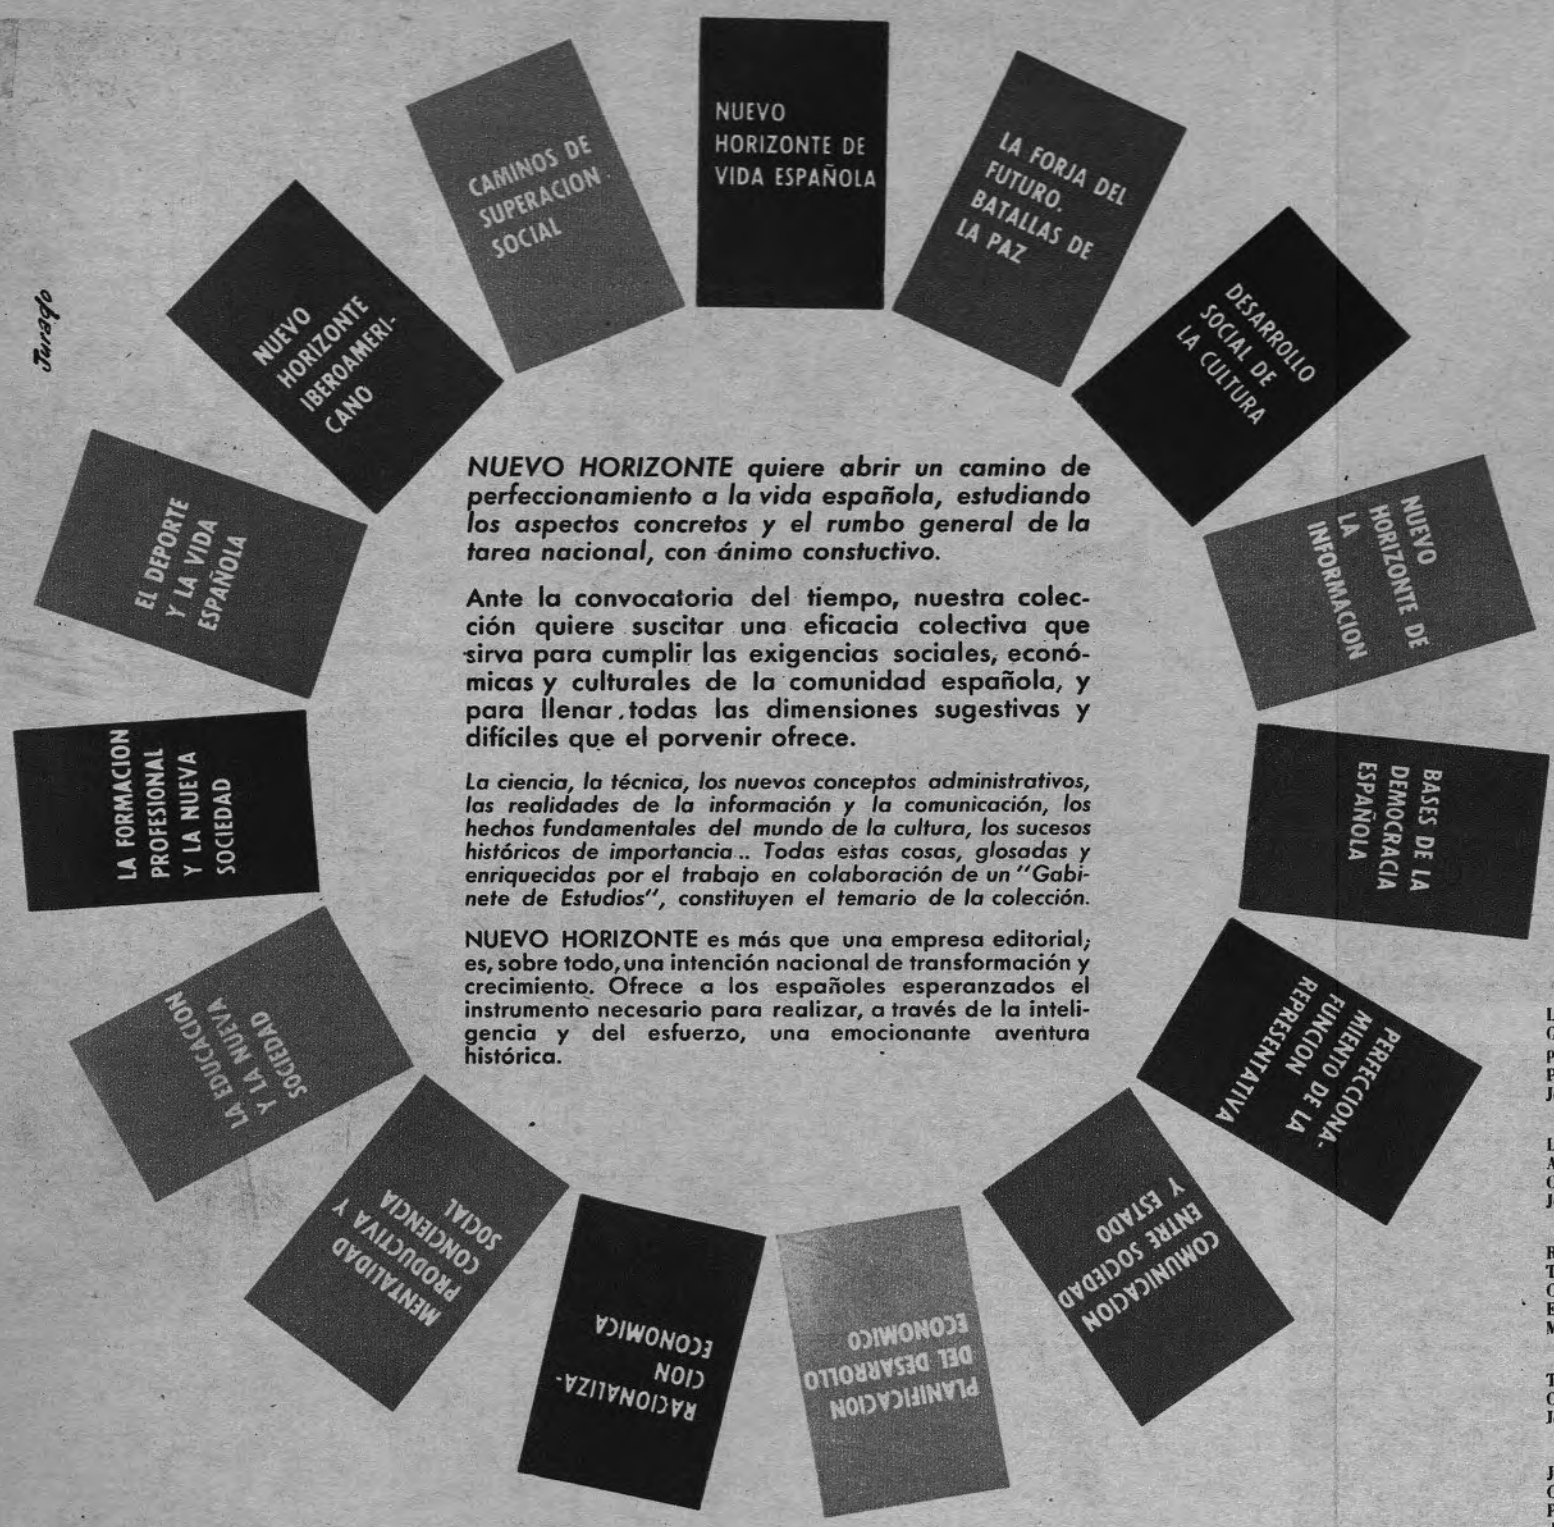 NUEVO
HORIZONTE DE
VIDA ESPAÑOLA
LA FORJA DEL
FUTURO.
BATALLAS DE
LA PAZ
DESARROLLO
SOCIAL DE
LA CULTURA
NUEVO
HORIZONTE DE
LA
INFORMACION
BASES DE LA
DEMOCRACIA
ESPAÑOLA
PERFECCIONA-
MIENTO DE LA
FUNCION
REPRESENTATIVA
COMUNICACION
ENTRE SOCIEDAD
Y ESTADO
PLANIFICACION
DEL DESARROLLO
ECONOMICO
RACIONALIZA-
CION
ECONOMICA
MENTALIDAD
PRODUCTIVA Y
CONCIENCIA
SOCIAL
LA EDUCACION
Y LA NUEVA
SOCIEDAD
LA FORMACION
PROFESIONAL
Y LA NUEVA
SOCIEDAD
EL DEPORTE
Y LA VIDA
ESPAÑOLA
NUEVO
HORIZONTE
IBEROAMERI-
CANO
CAMINOS DE
SUPERACION
SOCIAL
Jurado
NUEVO HORIZONTE quiere abrir un camino de
perfeccionamiento a la vida española, estudiando
los aspectos concretos y el rumbo general de la
tarea nacional, con ánimo constuctivo.
Ante la convocatoria del tiempo, nuestra colec-
ción quiere suscitar una eficacia colectiva que
sirva para cumplir las exigencias sociales, econó-
micas y culturales de la comunidad española, y
para llenar todas las dimensiones sugestivas y
difíciles que el porvenir ofrece.
La ciencia, la técnica, los nuevos conceptos administrativos,
las realidades de la información y la comunicación, los
hechos fundamentales del mundo de la cultura, los sucesos
históricos de importancia.. Todas estas cosas, glosadas y
enriquecidas por el trabajo en colaboración de un "Gabi-
nete de Estudios", constituyen el temario de la colección.
NUEVO HORIZONTE es más que una empresa editorial;
es, sobre todo, una intención nacional de transformación y
crecimiento. Ofrece a los españoles esperanzados el
instrumento necesario para realizar, a través de la inteli-
gencia y del esfuerzo, una emocionante aventura
histórica.